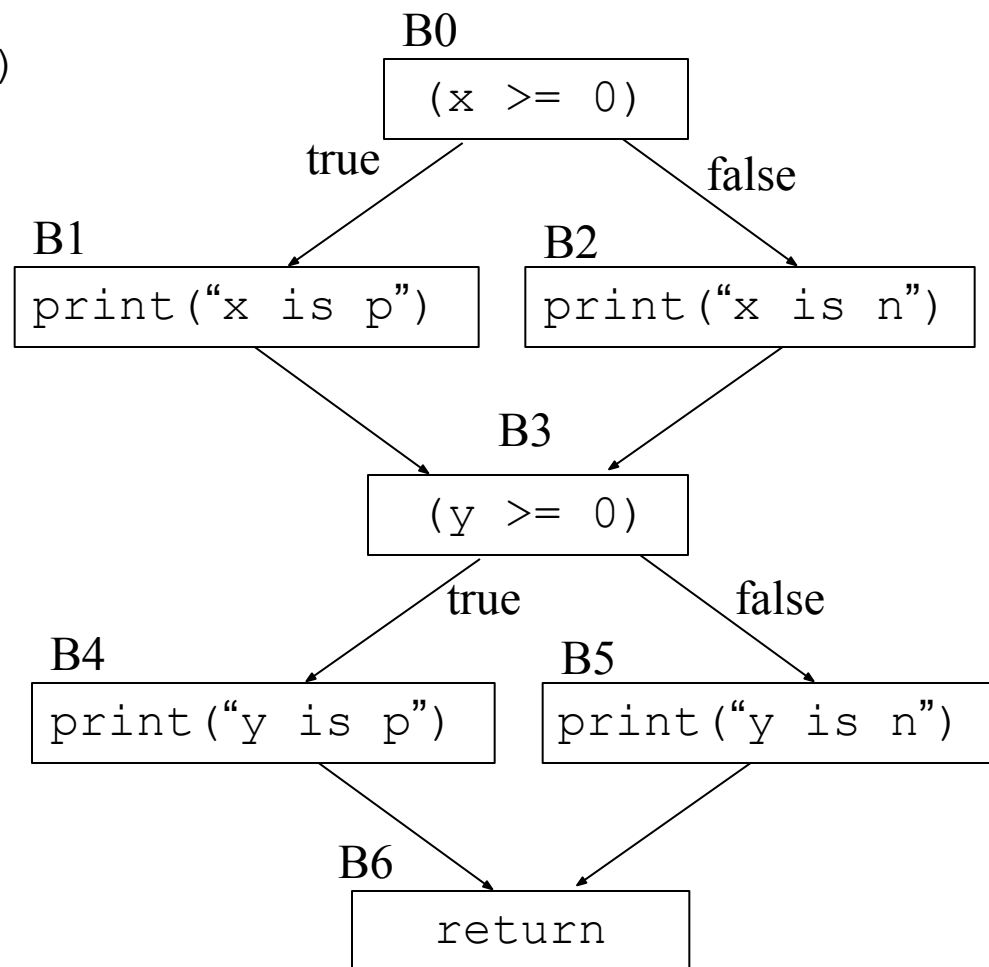 B0
)
(x >= 0)
true
false
B1
B2
print(“x is p”)
print(“x is n”)
B3
(y >= 0)
true
false
B4
B5
print(“y is p”)
print(“y is n”)
B6
return